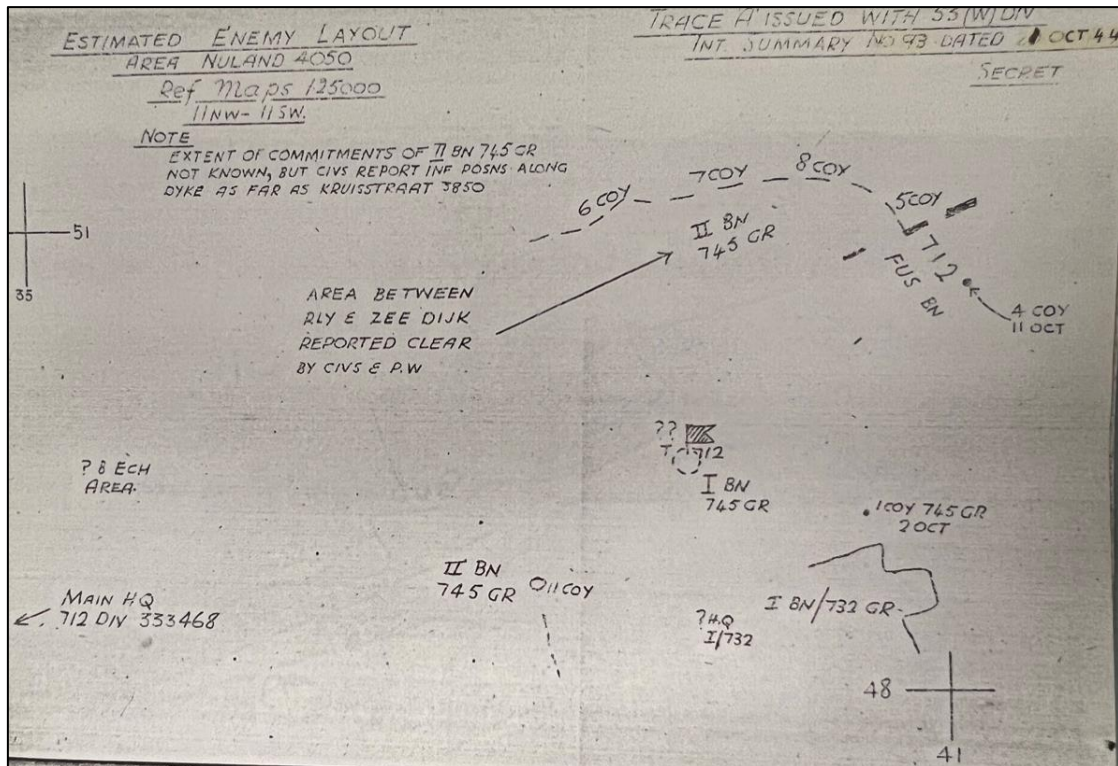 ESTIMATED ENEMY LAYOUT
AREA NULAND 4050
Ref Maps 1/25000
11NW - 11SW.
TRACE 'A' ISSUED WITH 53 (W) DIV
INT. SUMMARY No 93 DATED OCT 44
SECRET
NOTE
EXTENT OF COMMITMENTS OF II BN 745 GR
NOT KNOWN, BUT CIVS REPORT INF POSNS ALONG
DYKE AS FAR AS KRUISSTRAAT 3850
51
35
6 COY
7 COY
8 COY
5 COY
II BN
745 GR
712
FUS BN
4 COY
11 OCT
AREA BETWEEN
RLY & ZEE DIJK
REPORTED CLEAR
BY CIVS & P.W
??
T 712
I BN
745 GR
? B ECH
AREA.
1 COY 745 GR
2 OCT
II BN
745 GR
11 COY
MAIN HQ
712 DIV 333468
I BN/732 GR
? H.Q
I/732
48
41